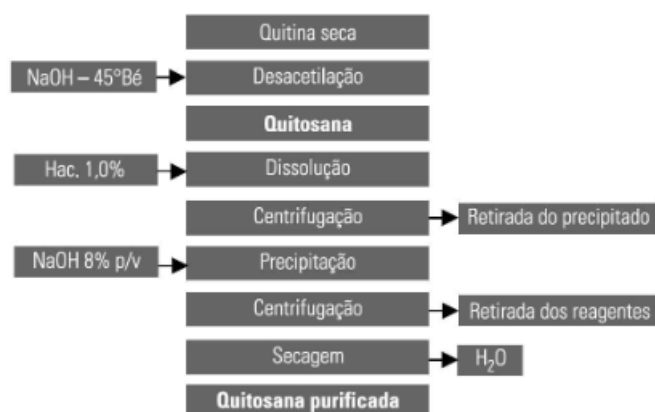 Quitina seca
NaOH – 45°Bé
Desacetilação
Quitosana
Hac. 1,0%
Dissolução
Centrifugação
Retirada do precipitado
NaOH 8% p/v
Precipitação
Centrifugação
Retirada dos reagentes
Secagem
H₂O
Quitosana purificada